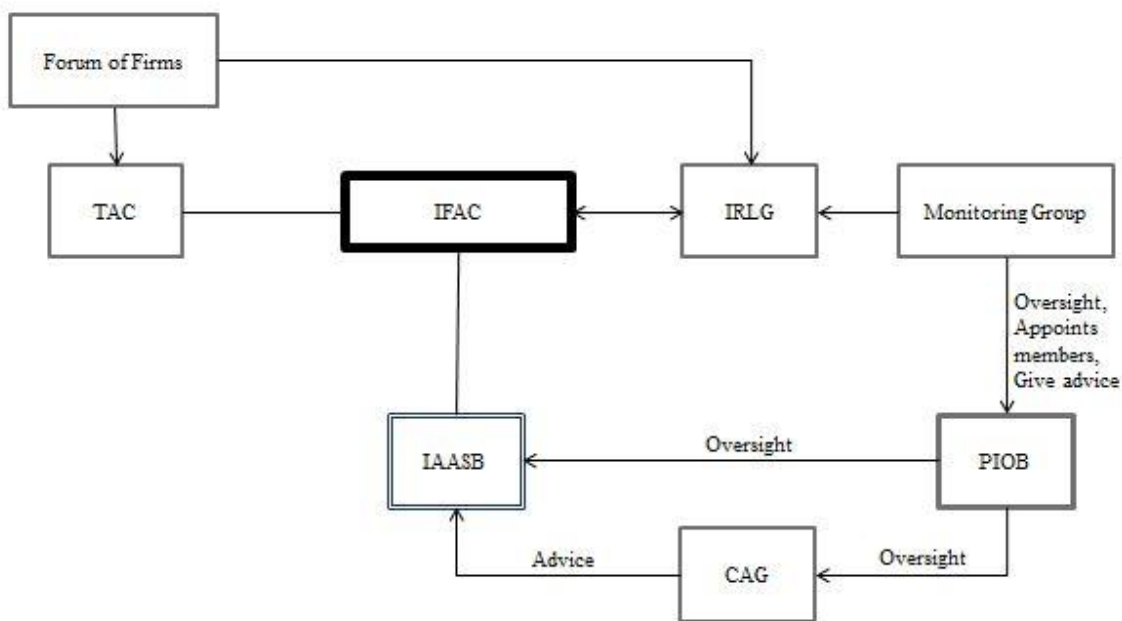 Forum of Firms
TAC
IFAC
IRLG
Monitoring Group
Oversight,
Appoints
members,
Give advice
IAASB
Oversight
PIOB
Advice
CAG
Oversight